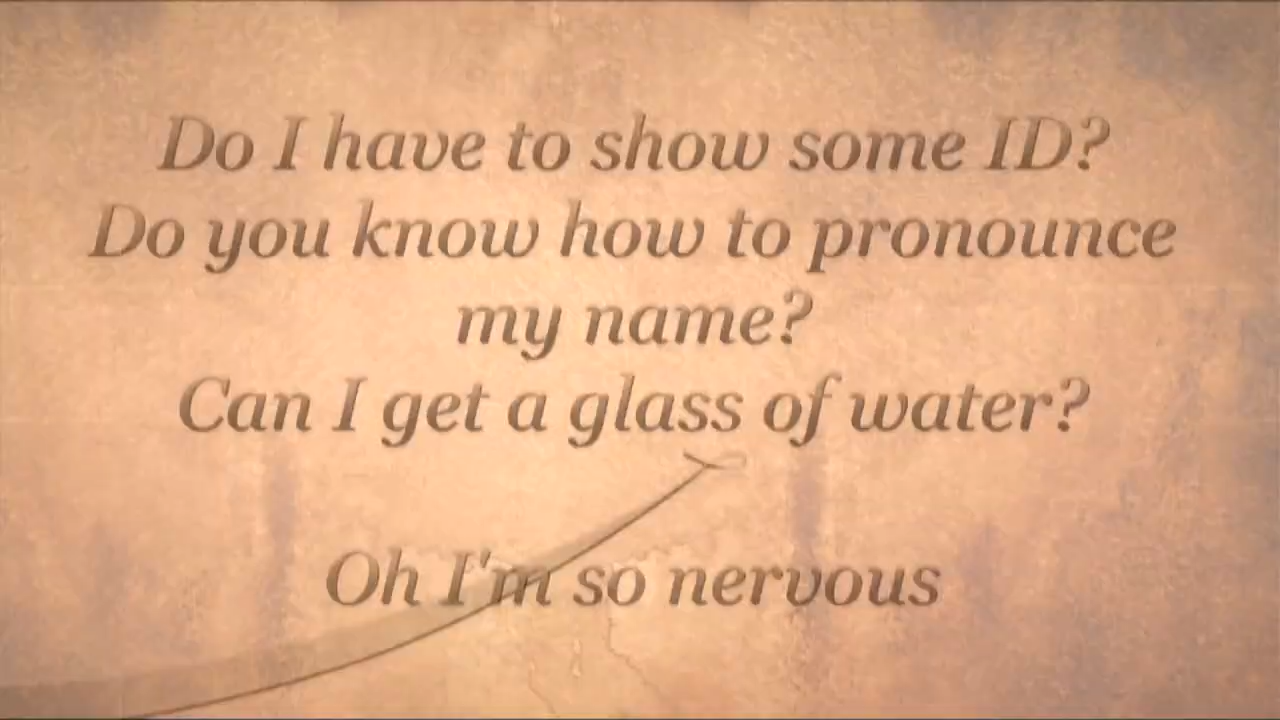 Do I have to show some ID?
Do you know how to pronounce
my name?
Can I get a glass of water?
Oh I'm so nervous